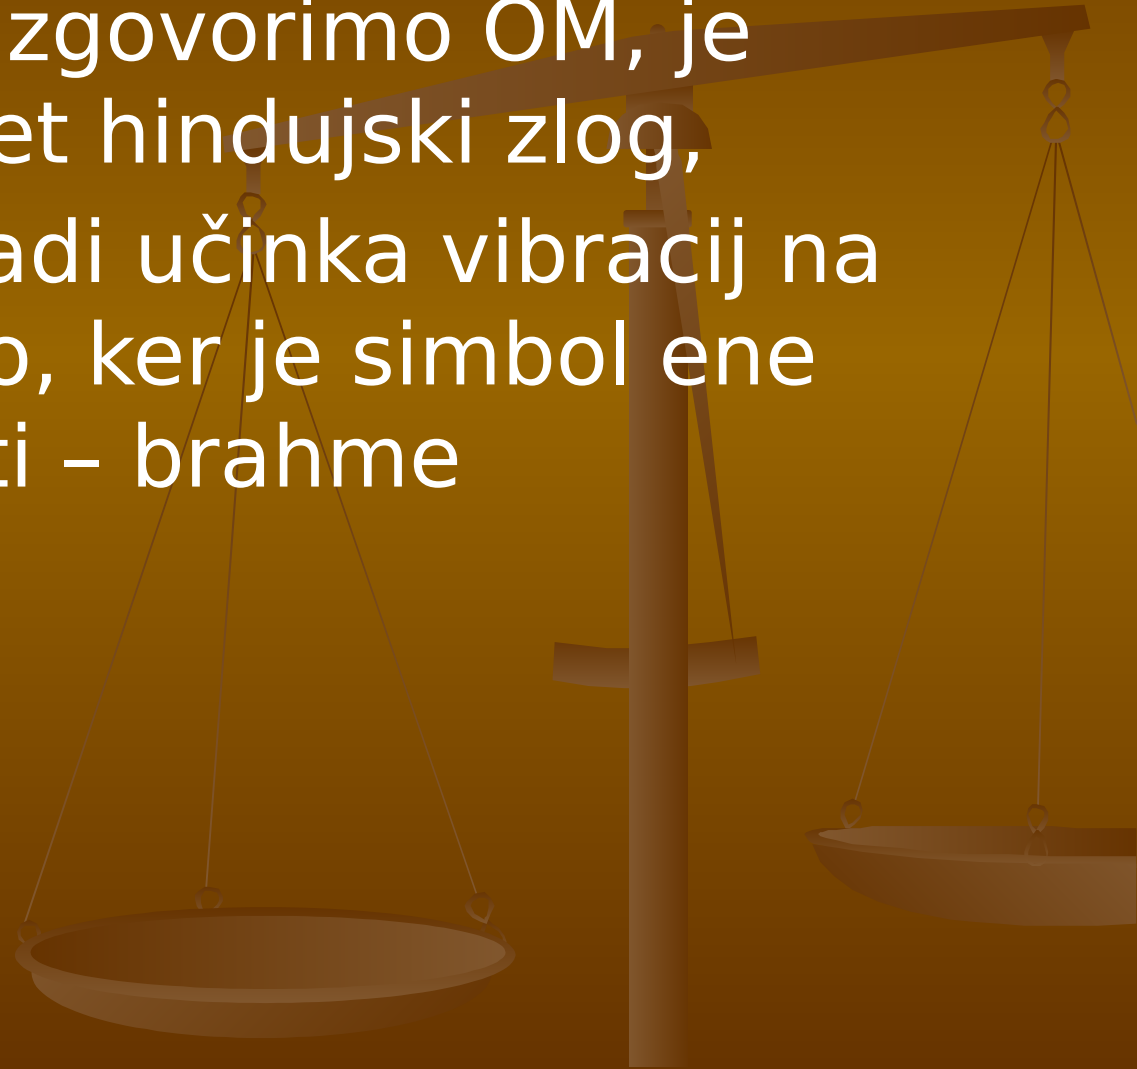 zgovorimo OM, je
et hindujski zlog,
adi učinka vibracij na
o, ker je simbol ene
ti – brahme